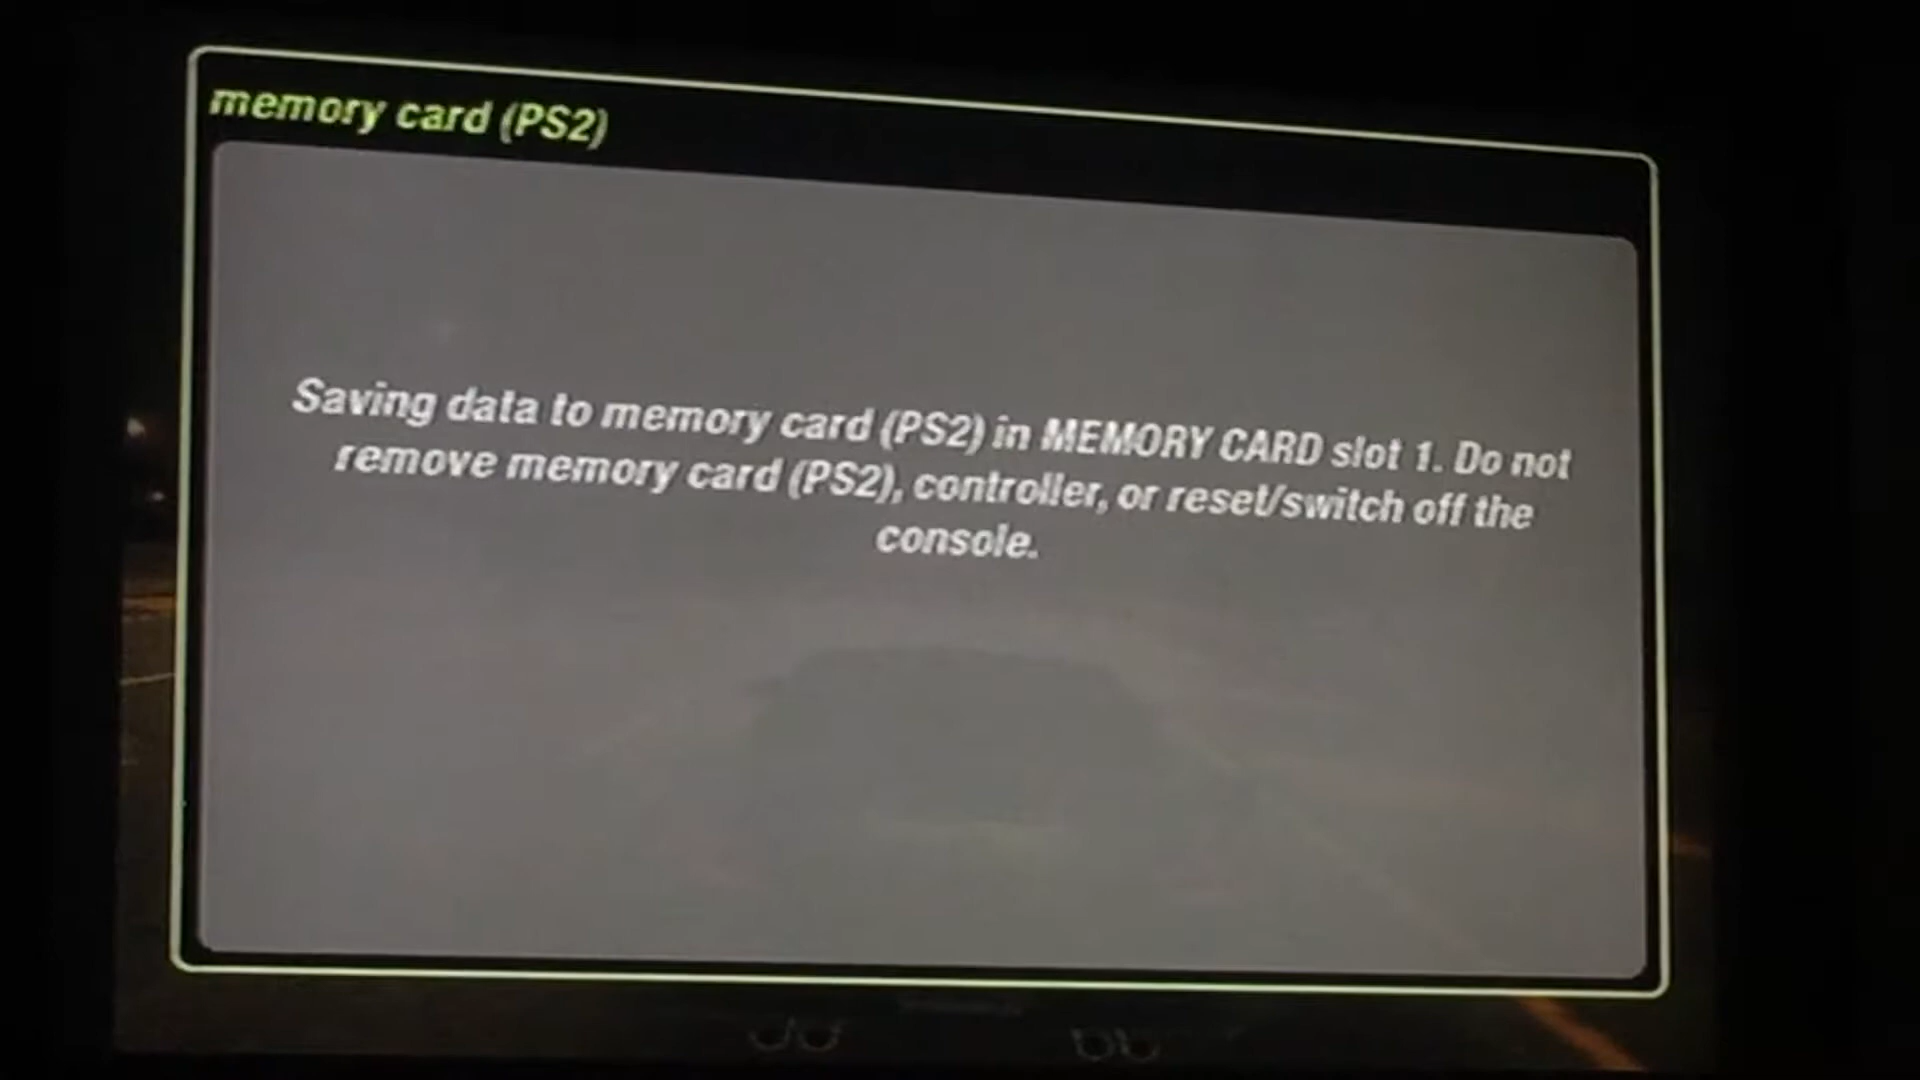 memory card (PS2)
Saving data to memory card (PS2) in MEMORY CARD slot 1. Do not
remove memory card (PS2), controller, or reset/switch off the
console.